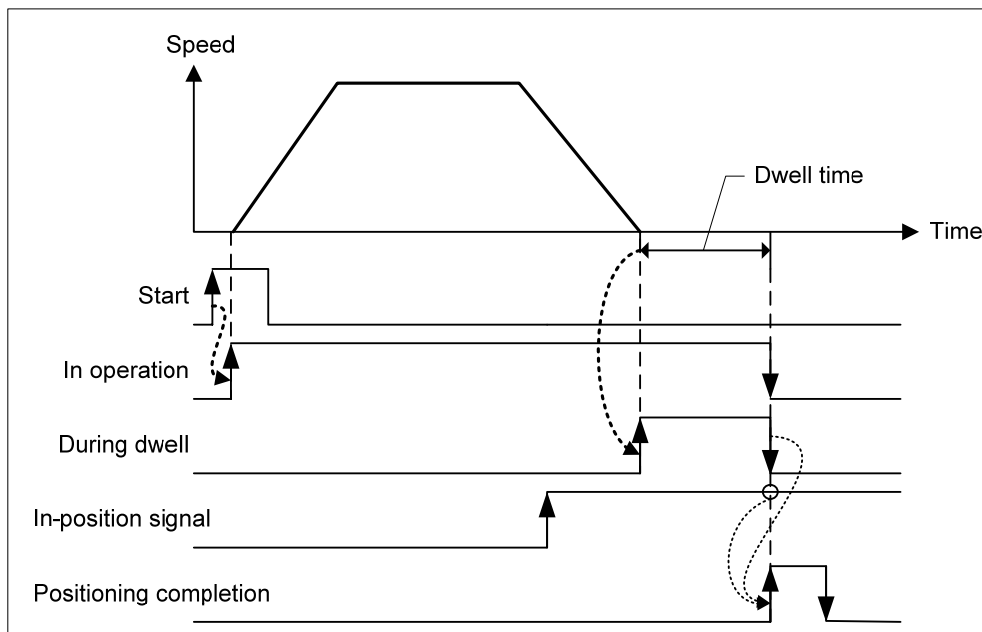 Speed
Dwell time
Time
Start
In operation
During dwell
In-position signal
Positioning completion